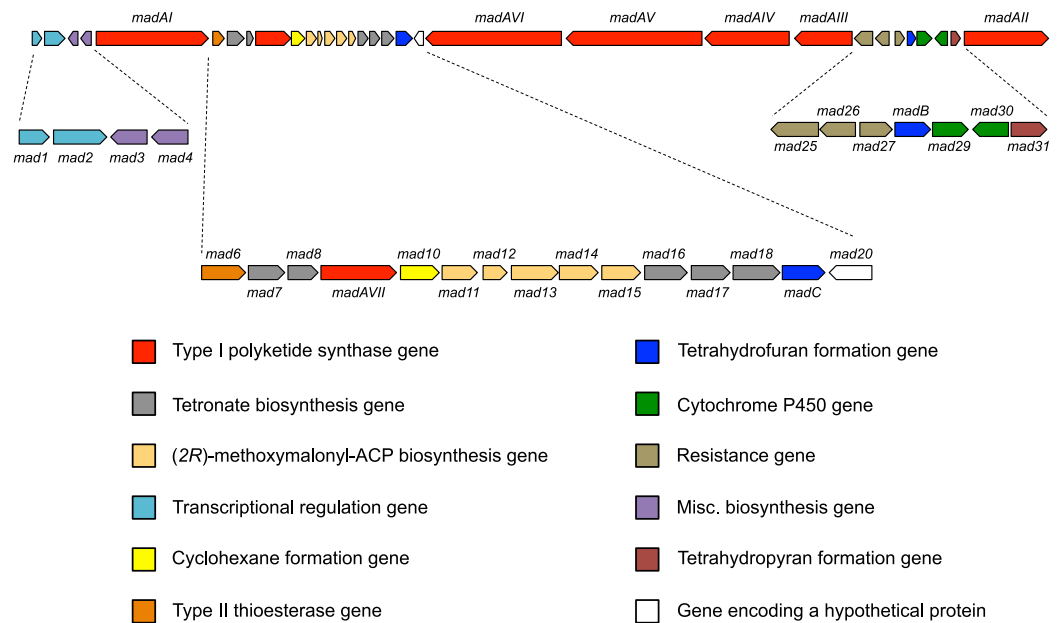 madAI madAVI madAV madAIV madAIII madAII
mad26 madB mad30
mad1 mad2 mad3 mad4
mad25 mad27 mad29 mad31
mad6 mad8 mad10 mad12 mad14 mad16 mad18 mad20
mad7 madAVII mad11 mad13 mad15 mad17 madC
Type I polyketide synthase gene
Tetrahydrofuran formation gene
Tetronate biosynthesis gene
Cytochrome P450 gene
(2R)-methoxymalonyl-ACP biosynthesis gene
Resistance gene
Transcriptional regulation gene
Misc. biosynthesis gene
Cyclohexane formation gene
Tetrahydropyran formation gene
Type II thioesterase gene
Gene encoding a hypothetical protein